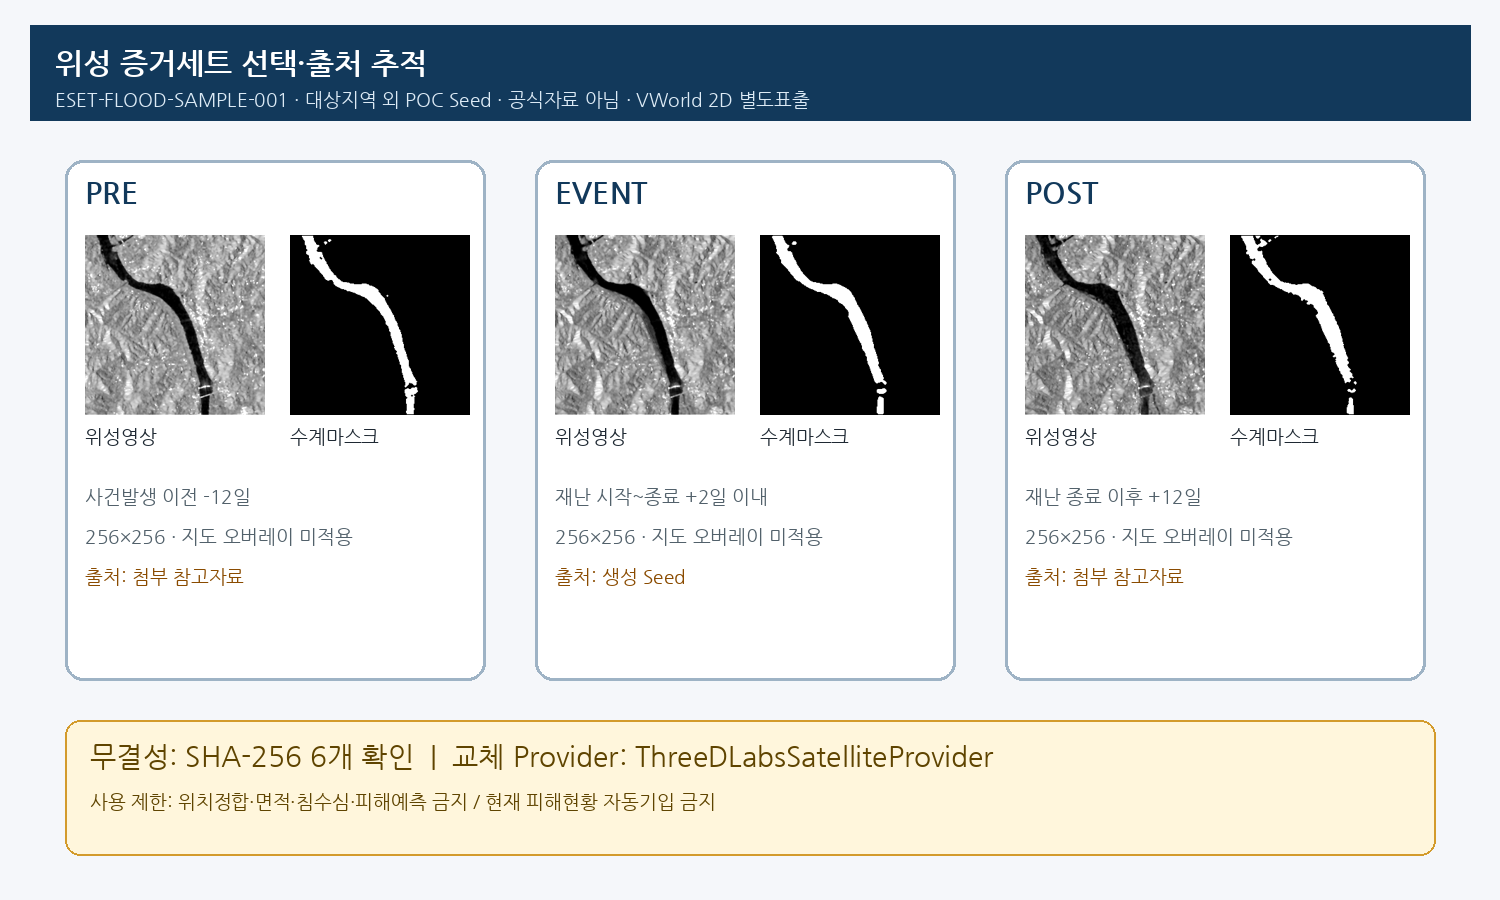 위성 증거세트 선택·출처 추적
ESET-FLOOD-SAMPLE-001 · 대상지역 외 POC Seed · 공식자료 아님 · VWorld 2D 별도표출
PRE
위성영상
수계마스크
사건발생 이전 -12일
256×256 · 지도 오버레이 미적용
출처: 첨부 참고자료
EVENT
위성영상
수계마스크
재난 시작~종료 +2일 이내
256×256 · 지도 오버레이 미적용
출처: 생성 Seed
POST
위성영상
수계마스크
재난 종료 이후 +12일
256×256 · 지도 오버레이 미적용
출처: 첨부 참고자료
무결성: SHA-256 6개 확인 | 교체 Provider: ThreeDLabsSatelliteProvider
사용 제한: 위치정합·면적·침수심·피해예측 금지 / 현재 피해현황 자동기입 금지